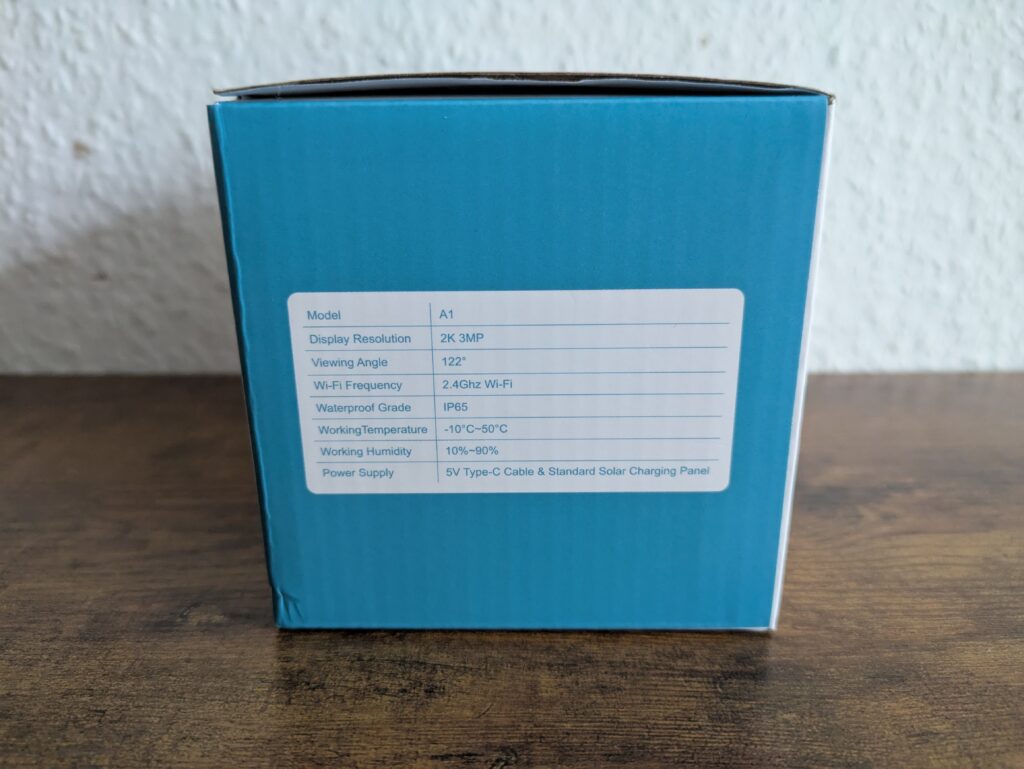 Model A1
Display Resolution 2K 3MP
Viewing Angle 122°
Wi-Fi Frequency 2.4Ghz Wi-Fi
Waterproof Grade IP65
WorkingTemperature -10°C~50°C
Working Humidity 10%~90%
Power Supply 5V Type-C Cable & Standard Solar Charging Panel